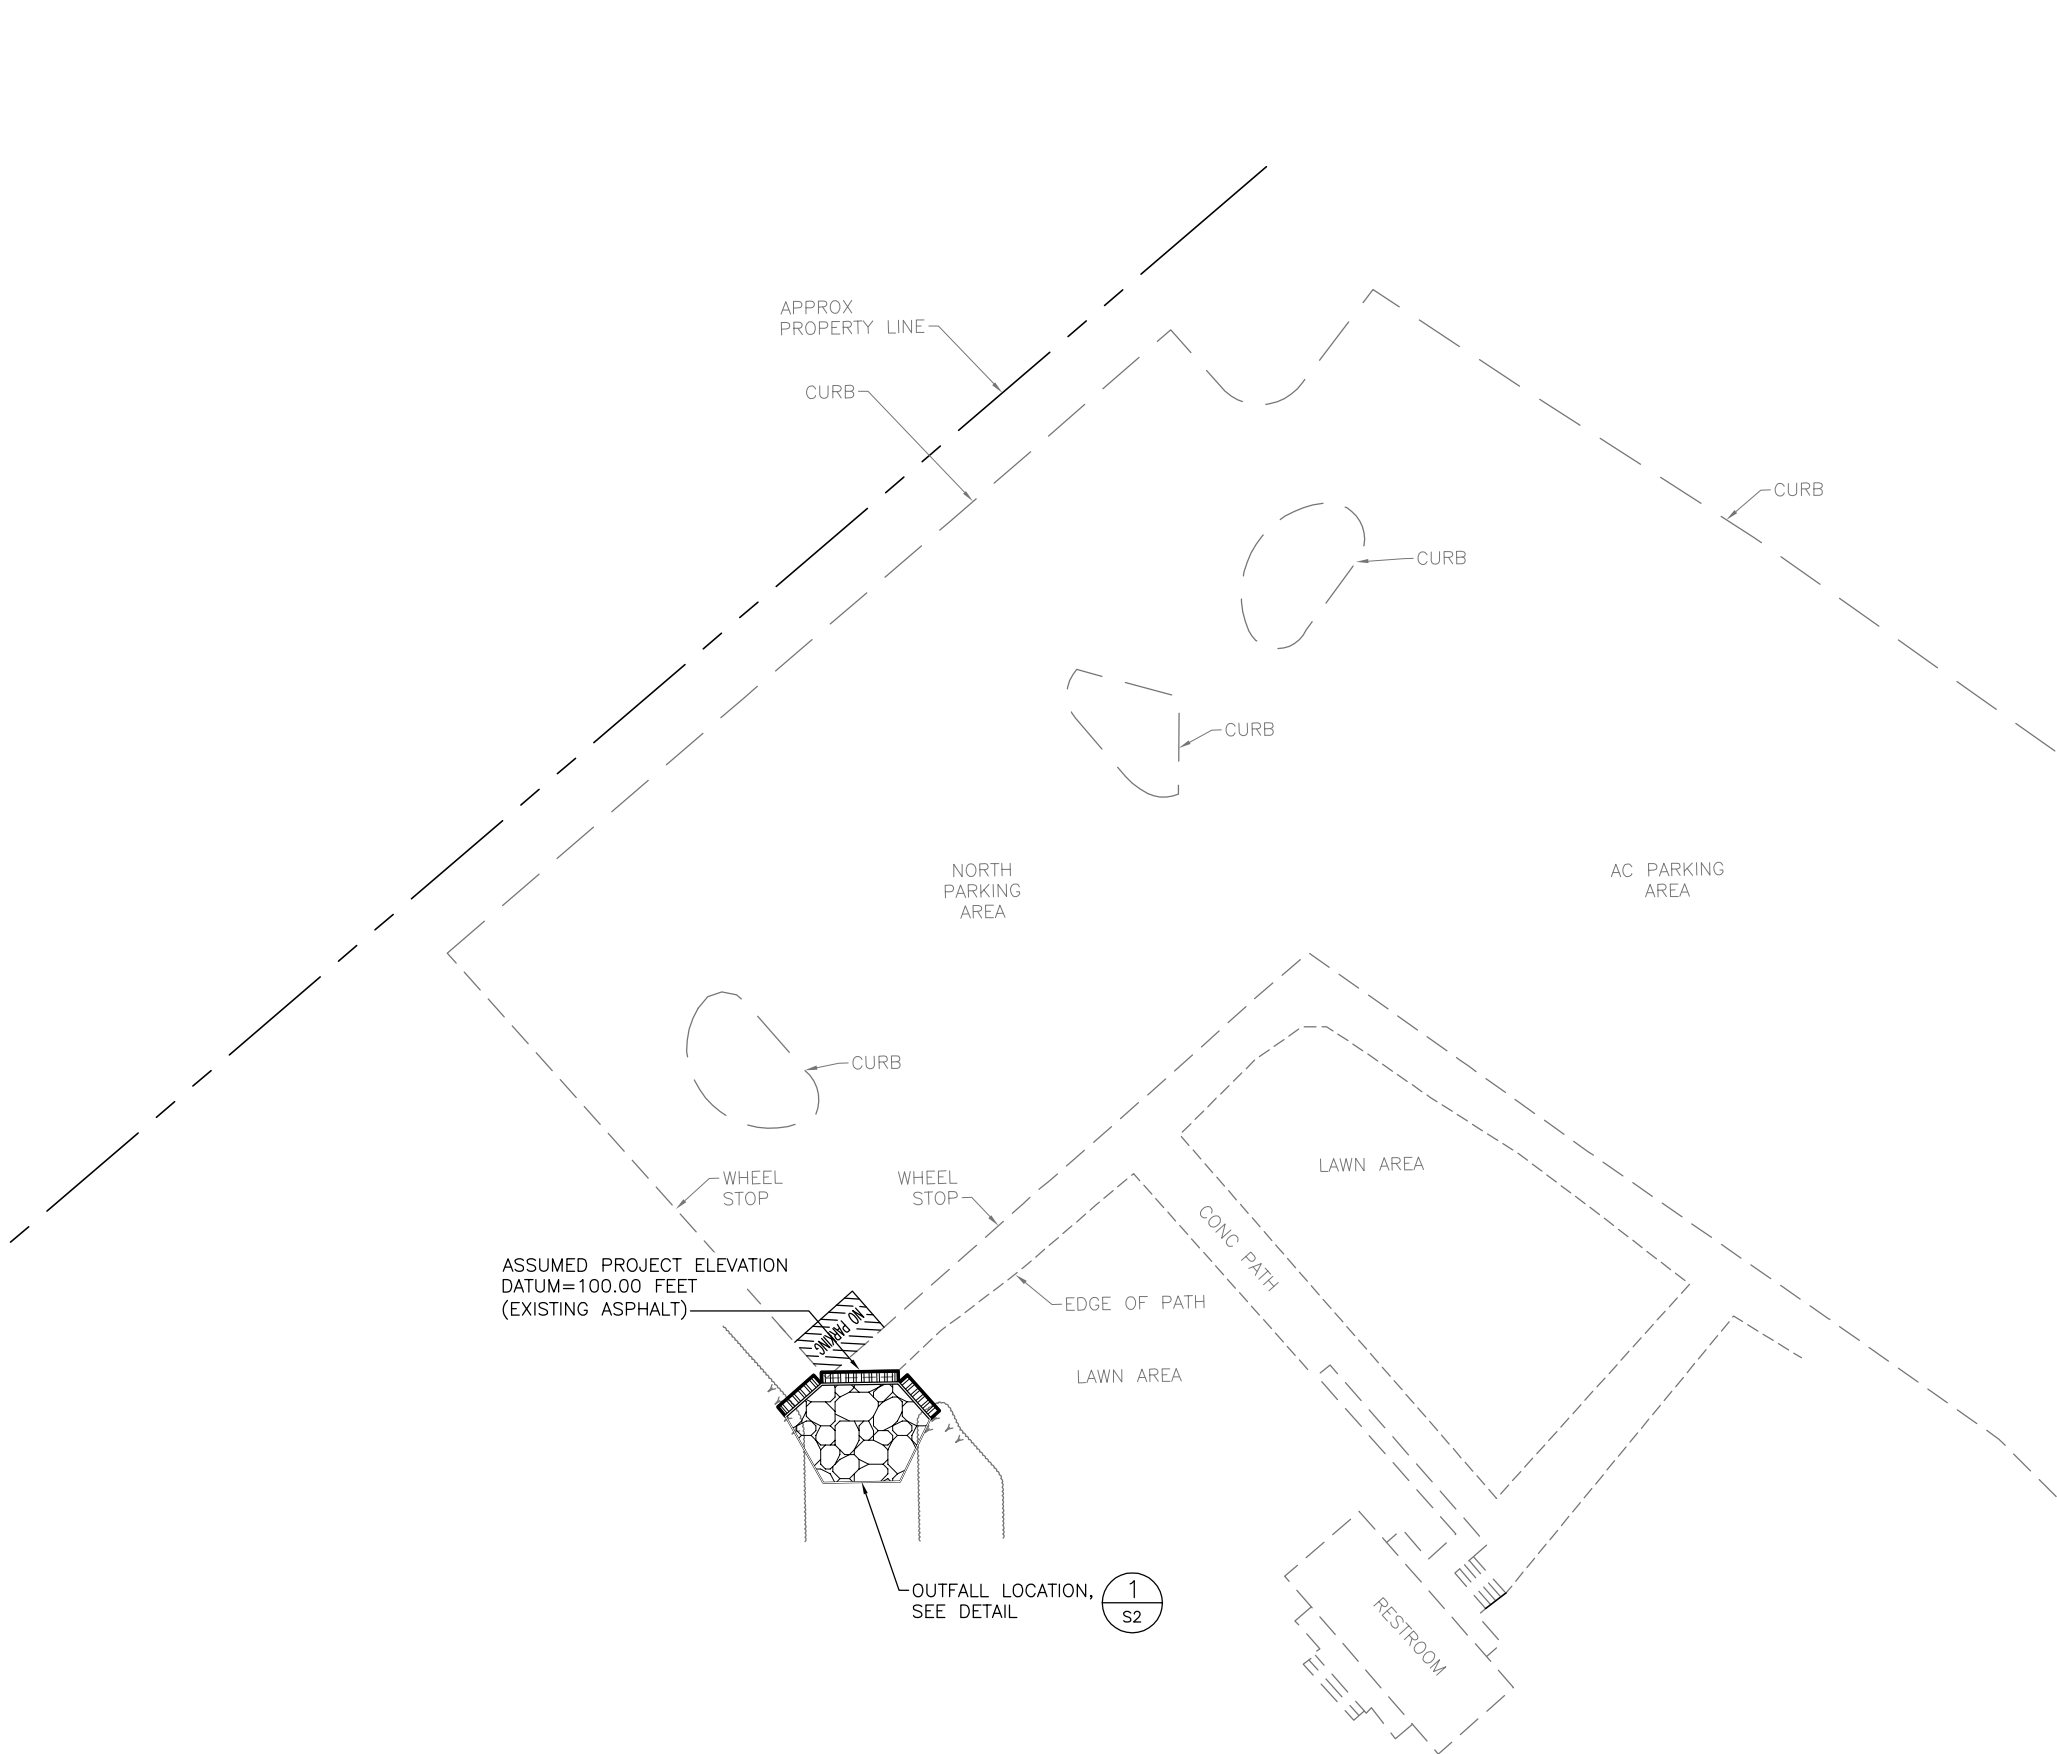 APPROX
PROPERTY LINE
CURB
CURB
CURB
CURB
NORTH
PARKING
AREA
AC PARKING
AREA
CURB
WHEEL
STOP
WHEEL
STOP
LAWN AREA
CONC PATH
ASSUMED PROJECT ELEVATION
DATUM=100.00 FEET
(EXISTING ASPHALT)
NO PARKING
EDGE OF PATH
LAWN AREA
OUTFALL LOCATION,
SEE DETAIL
1
S2
RESTROOM